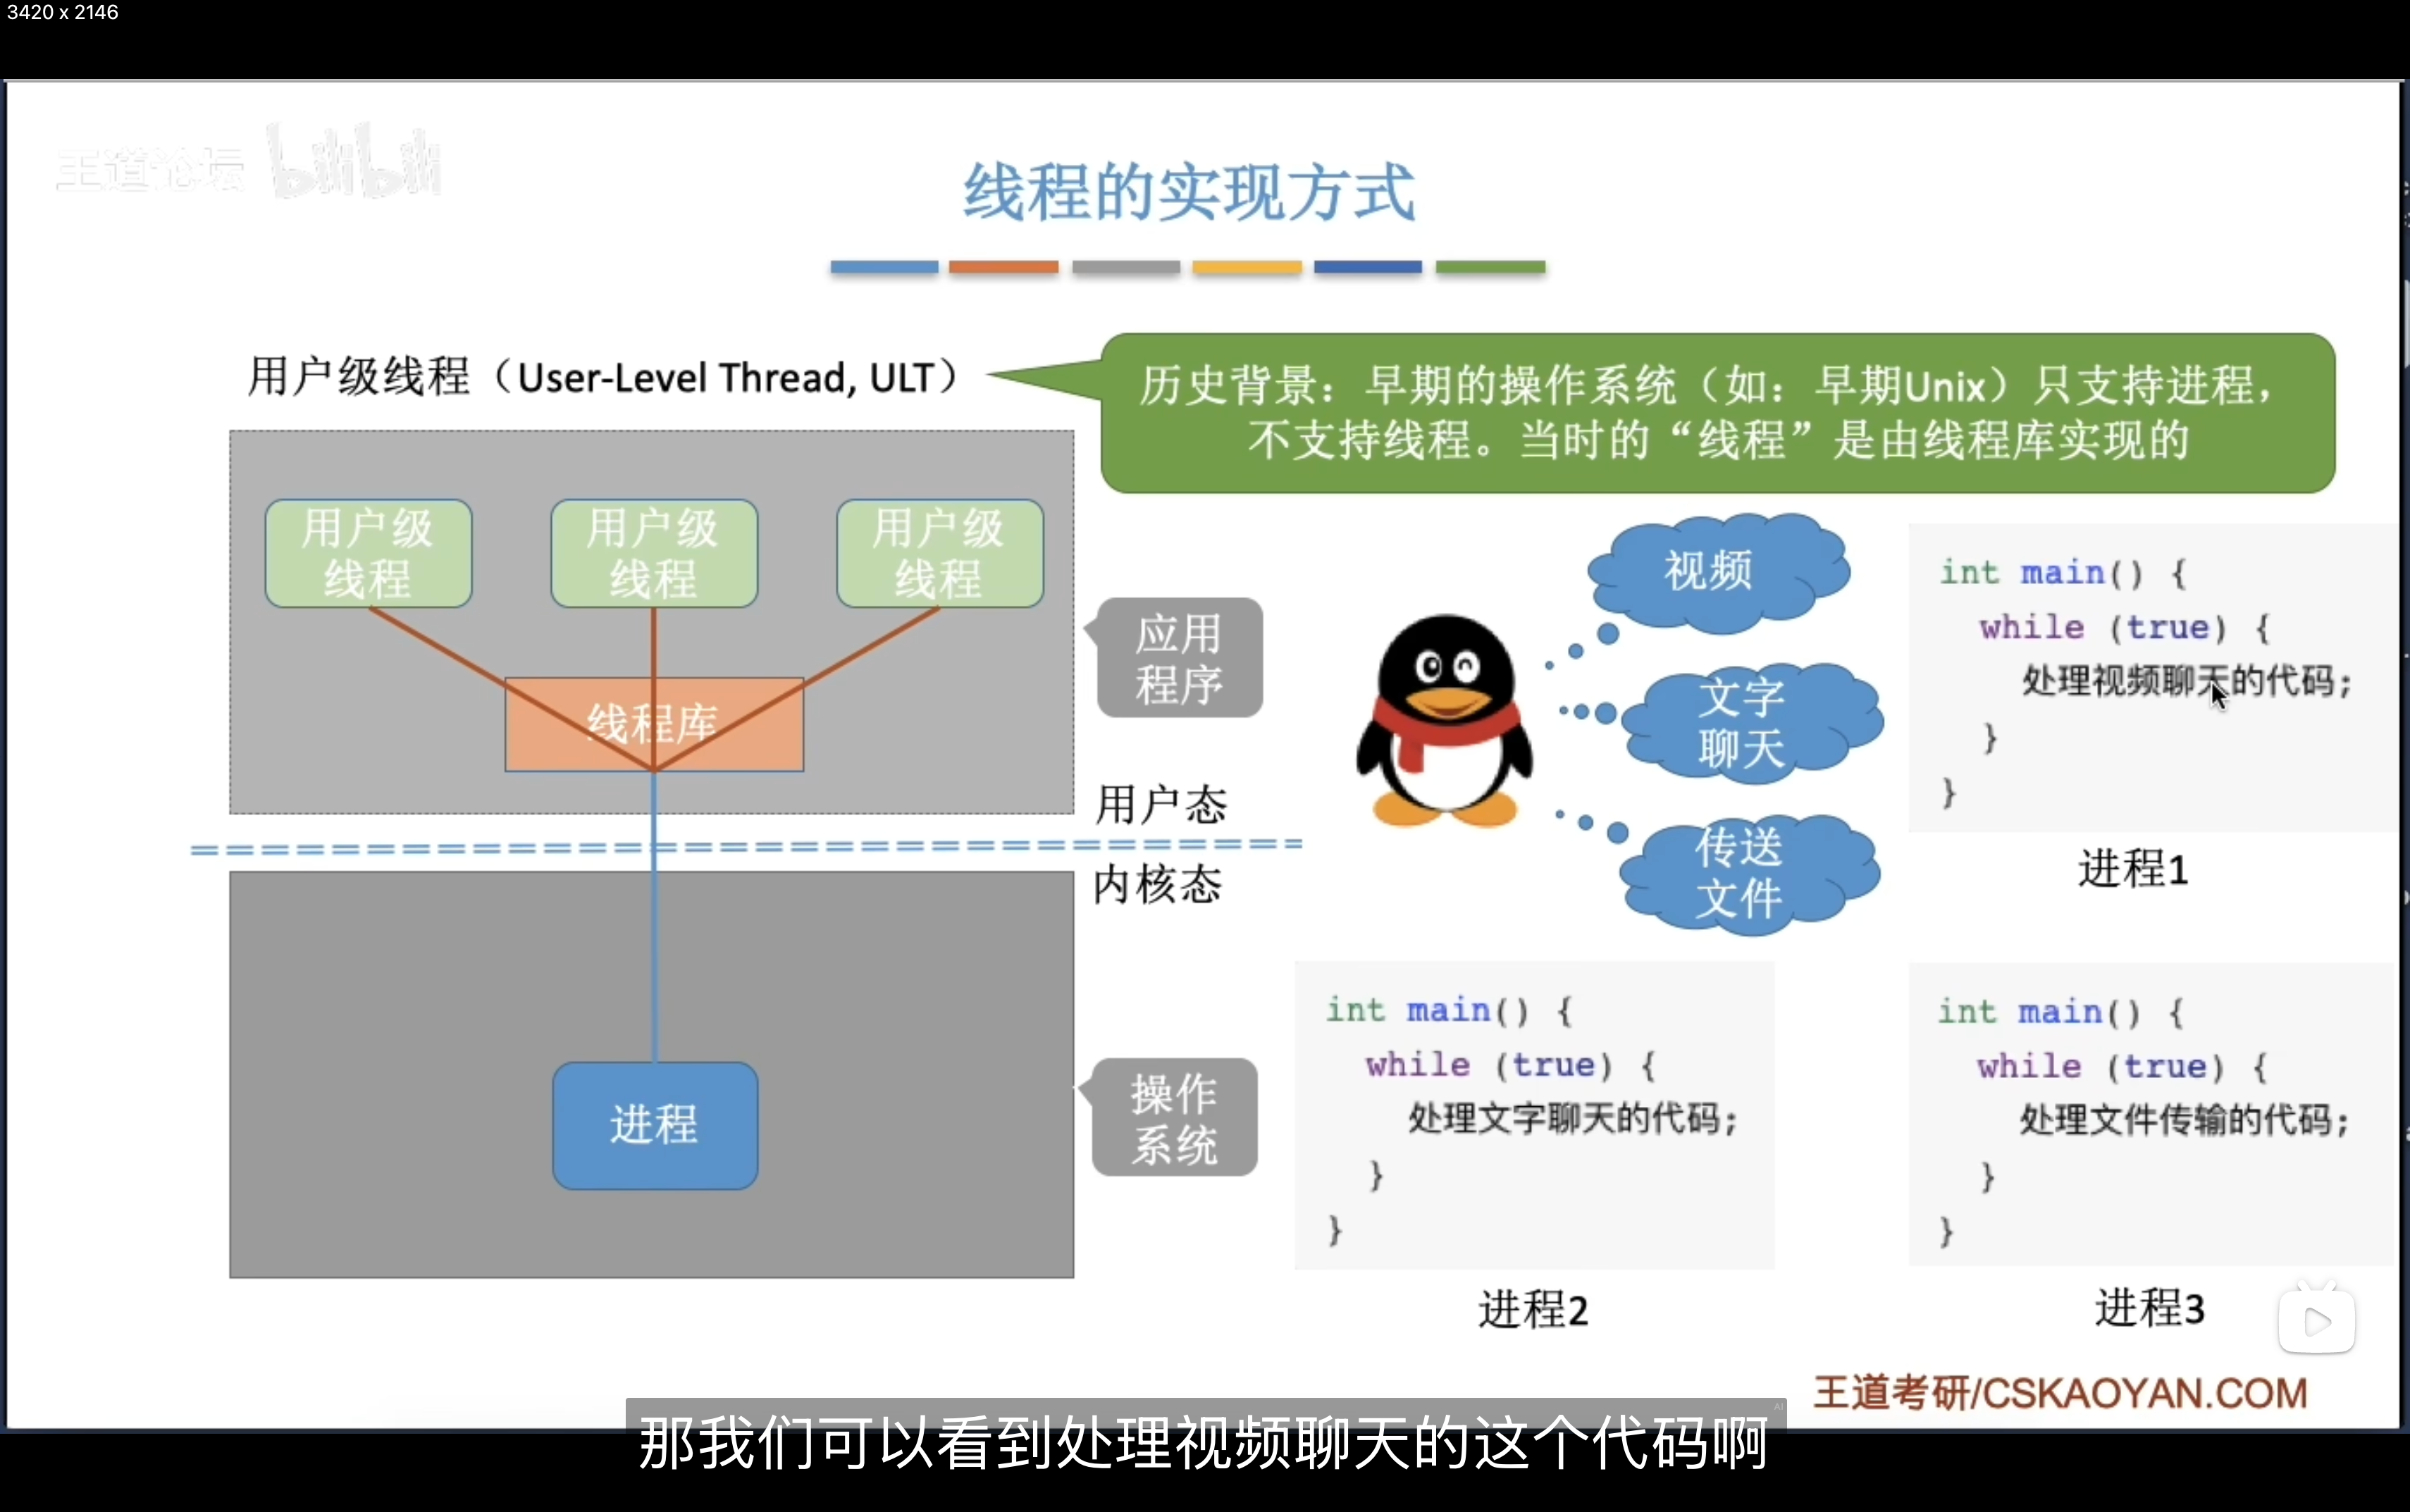 3420 x 2146
王道论坛 bilibili
线程的实现方式
用户级线程（User-Level Thread, ULT）
历史背景：早期的操作系统（如：早期Unix）只支持进程，
不支持线程。当时的“线程”是由线程库实现的
用户级
线程
用户级
线程
用户级
线程
线程库
应用
程序
用户态
内核态
进程
操作
系统
视频
文字
聊天
传送
文件
int main() {
while (true) {
处理视频聊天的代码;
}
}
进程1
int main() {
while (true) {
处理文字聊天的代码;
}
}
进程2
int main() {
while (true) {
处理文件传输的代码;
}
}
进程3
王道考研/CSKAOYAN.COM
AI
那我们可以看到处理视频聊天的这个代码啊